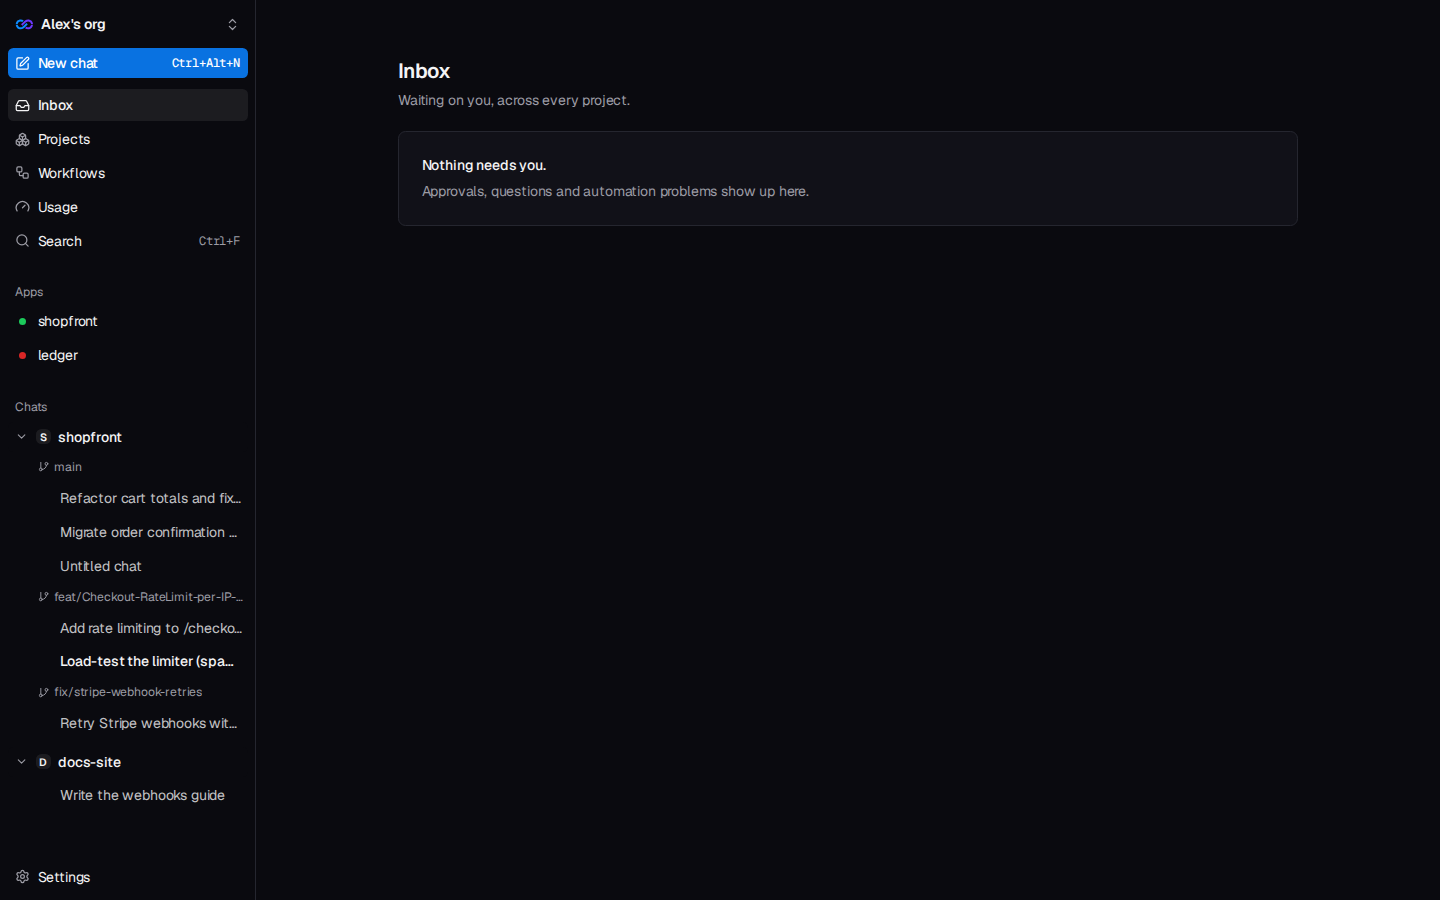 Alex's org
New chat Ctrl+Alt+N
Inbox
Projects
Workflows
Usage
Search Ctrl+F
Apps
shopfront
ledger
Chats
S shopfront
main
Refactor cart totals and fix...
Migrate order confirmation ...
Untitled chat
feat/Checkout-RateLimit-per-IP-...
Add rate limiting to /checko...
Load-test the limiter (spa...
fix/stripe-webhook-retries
Retry Stripe webhooks wit...
D docs-site
Write the webhooks guide
Settings
Inbox
Waiting on you, across every project.
Nothing needs you.
Approvals, questions and automation problems show up here.